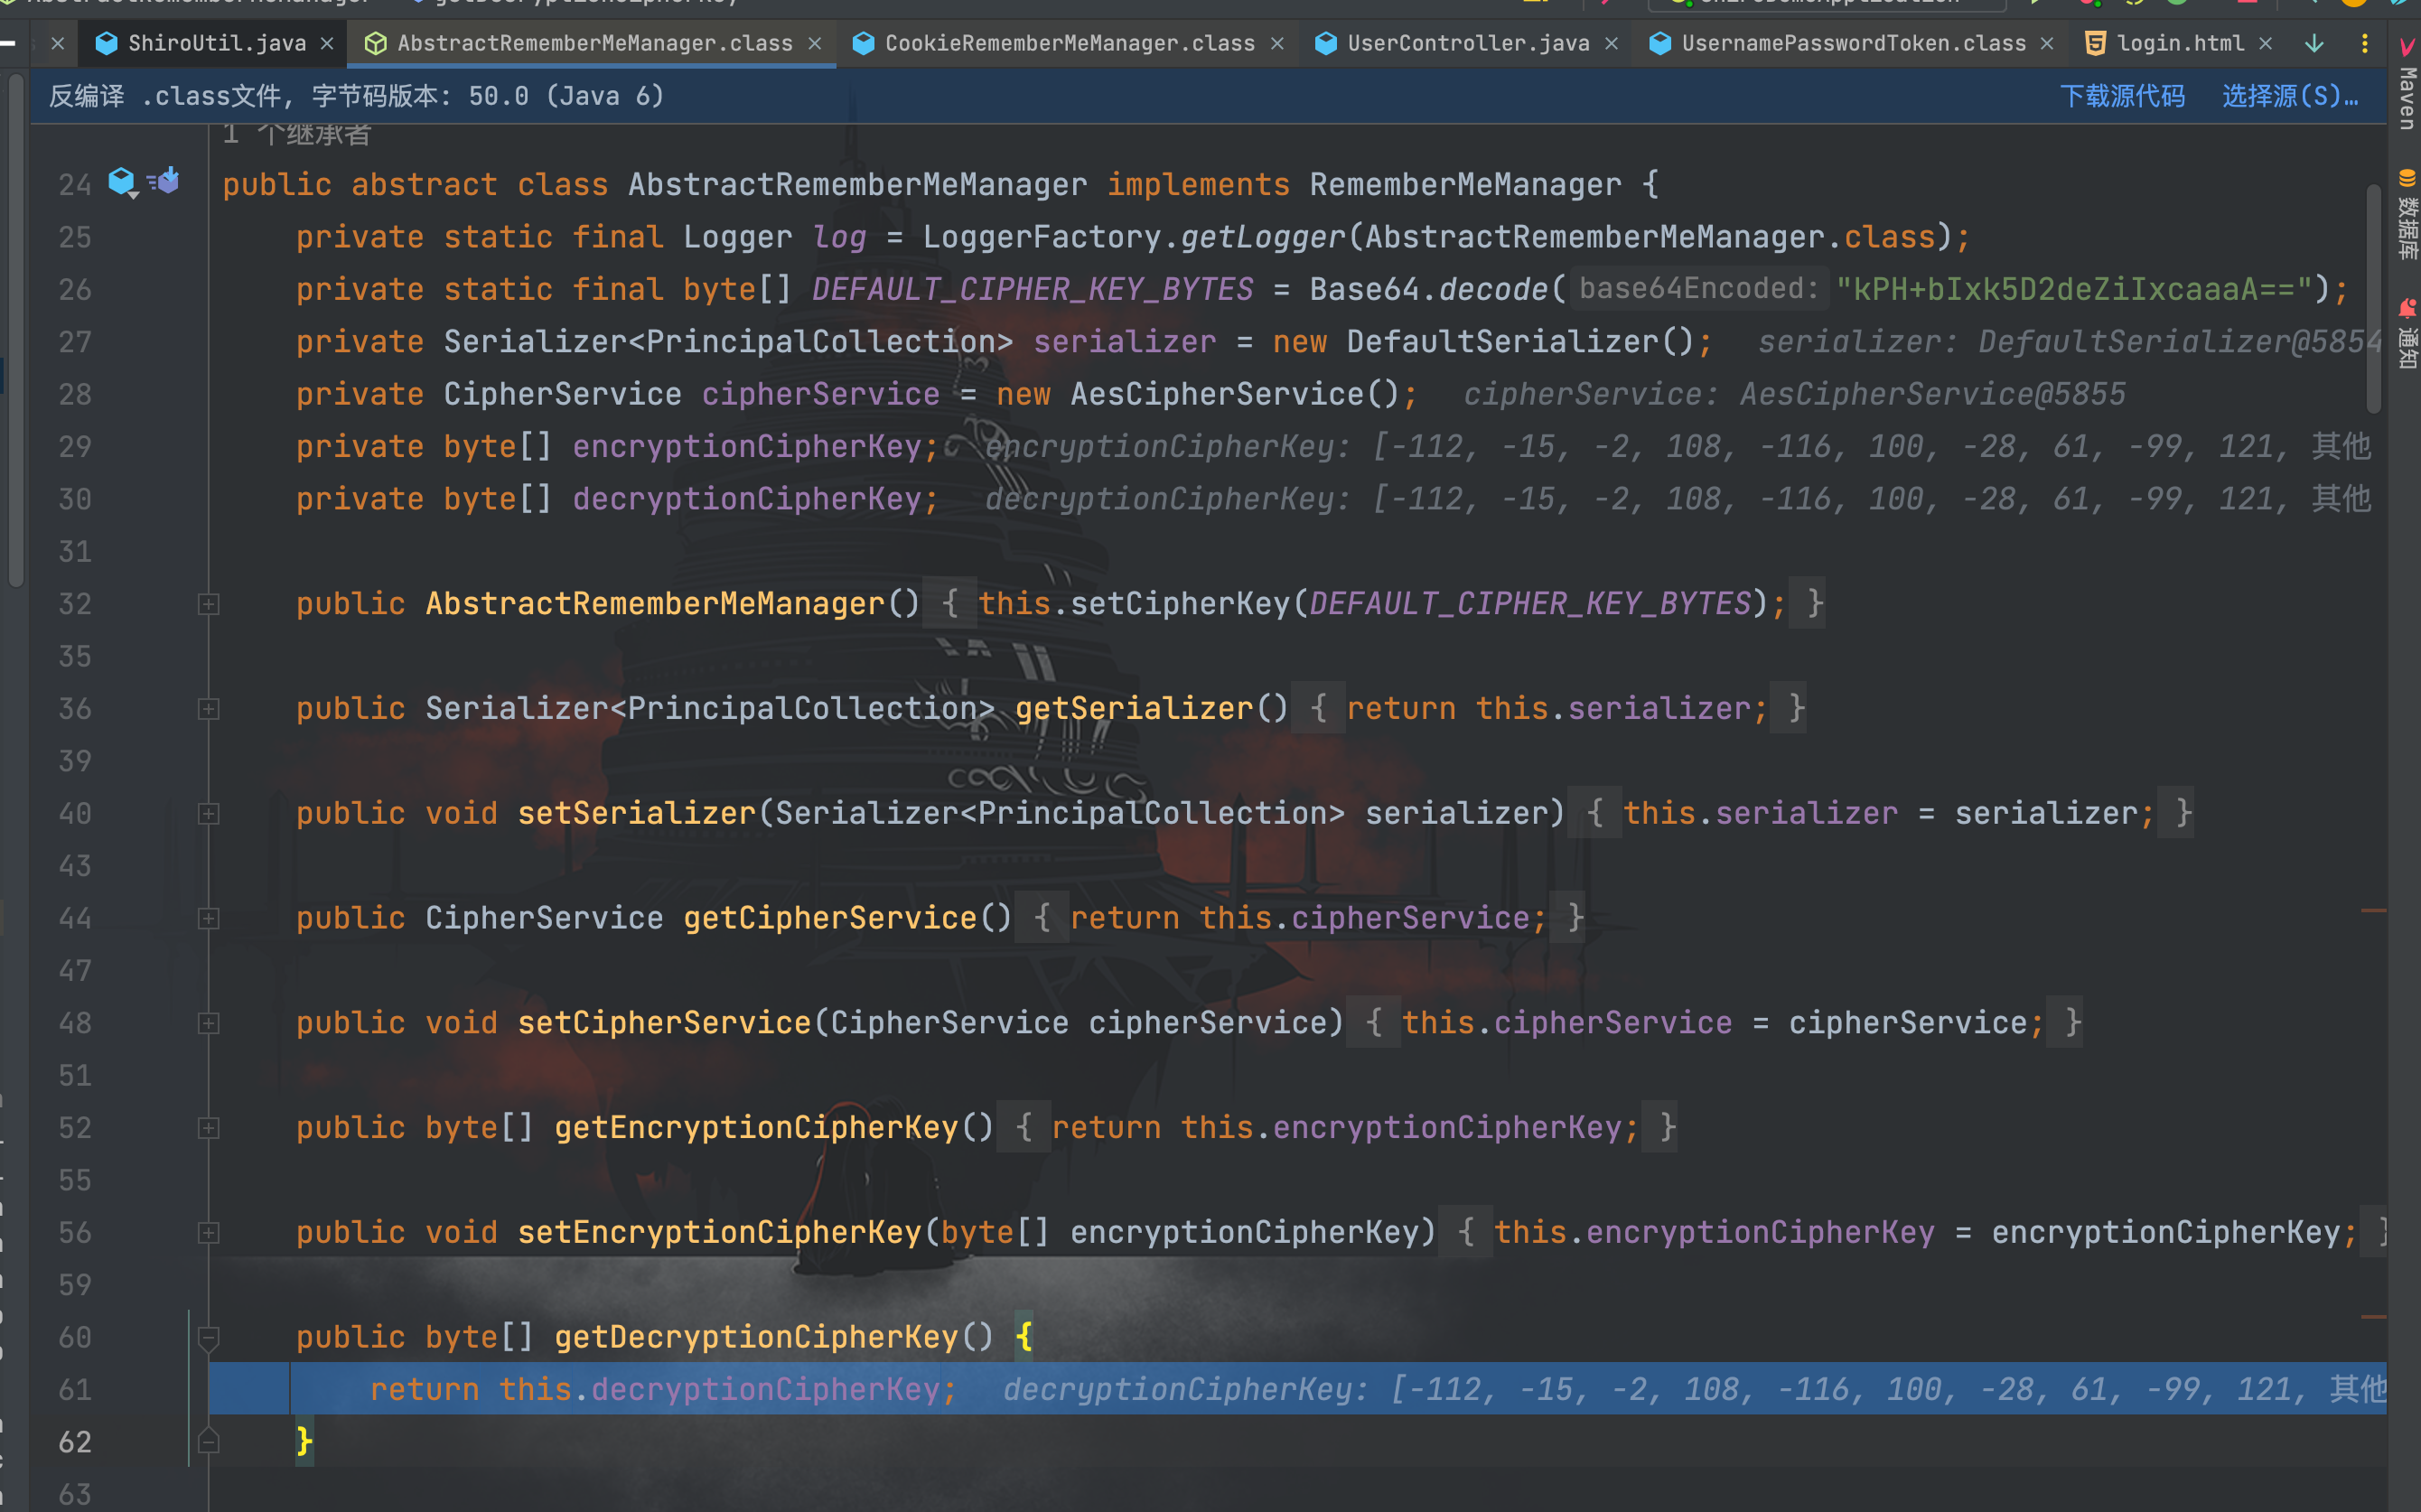 AbstractRememberMeManager getDecryptionCipherKey ShiroDemoApplication
ShiroUtil.java AbstractRememberMeManager.class CookieRememberMeManager.class UserController.java UsernamePasswordToken.class login.html
反编译 .class文件, 字节码版本: 50.0 (Java 6) 下载源代码 选择源(S)…
1 个继承者
24 public abstract class AbstractRememberMeManager implements RememberMeManager {
25 private static final Logger log = LoggerFactory.getLogger(AbstractRememberMeManager.class);
26 private static final byte[] DEFAULT_CIPHER_KEY_BYTES = Base64.decode( base64Encoded: "kPH+bIxk5D2deZiIxcaaaA==");
27 private Serializer<PrincipalCollection> serializer = new DefaultSerializer(); serializer: DefaultSerializer@5854
28 private CipherService cipherService = new AesCipherService(); cipherService: AesCipherService@5855
29 private byte[] encryptionCipherKey; encryptionCipherKey: [-112, -15, -2, 108, -116, 100, -28, 61, -99, 121, 其他
30 private byte[] decryptionCipherKey; decryptionCipherKey: [-112, -15, -2, 108, -116, 100, -28, 61, -99, 121, 其他
31
32 public AbstractRememberMeManager() { this.setCipherKey(DEFAULT_CIPHER_KEY_BYTES); }
35
36 public Serializer<PrincipalCollection> getSerializer() { return this.serializer; }
39
40 public void setSerializer(Serializer<PrincipalCollection> serializer) { this.serializer = serializer; }
43
44 public CipherService getCipherService() { return this.cipherService; }
47
48 public void setCipherService(CipherService cipherService) { this.cipherService = cipherService; }
51
52 public byte[] getEncryptionCipherKey() { return this.encryptionCipherKey; }
55
56 public void setEncryptionCipherKey(byte[] encryptionCipherKey) { this.encryptionCipherKey = encryptionCipherKey; }
59
60 public byte[] getDecryptionCipherKey() {
61 return this.decryptionCipherKey; decryptionCipherKey: [-112, -15, -2, 108, -116, 100, -28, 61, -99, 121, 其他
62 }
63
Maven
数据库
通知